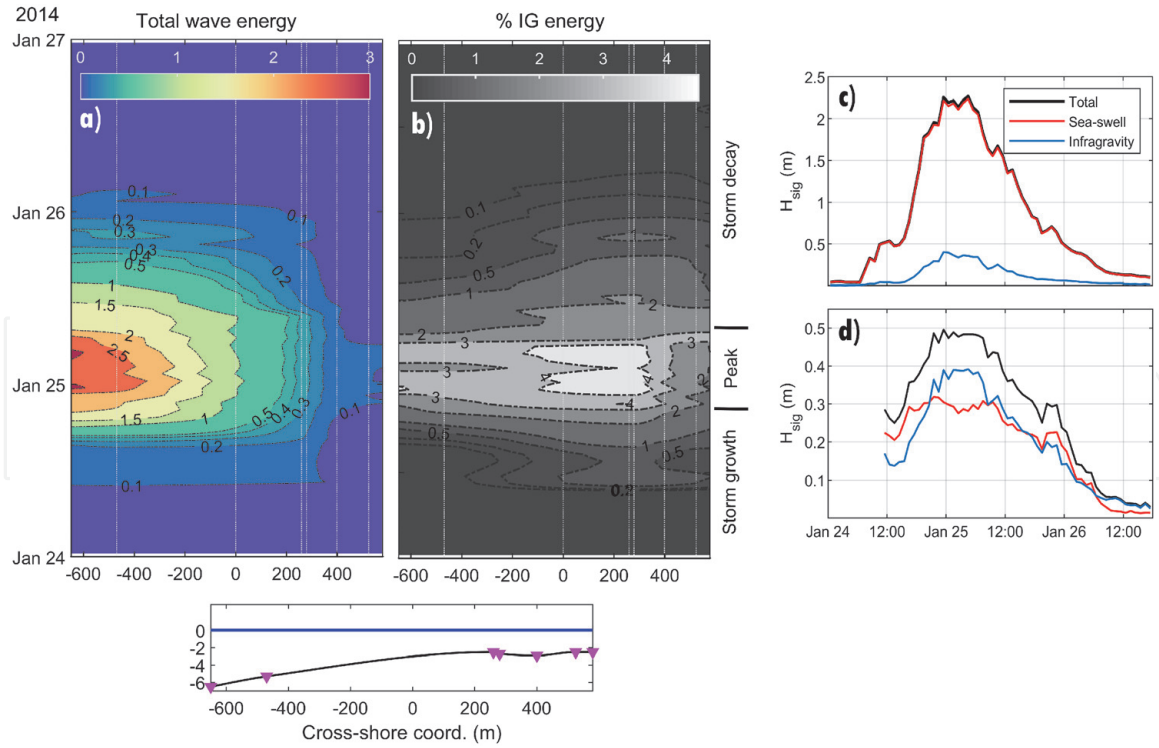 2014
Total wave energy
% IG energy
Jan 27
Jan 26
Jan 25
Jan 24
0 1 2 3
a)
0.1
0.1
0.2
0.3
0.3
0.4
0.5
0.2
1
1.5
2
2.5
1.5
1
0.5
0.4
0.3
0.2
0.1
0.1
-600 -400 -200 0 200 400
0 1 2 3 4
b)
0.1
0.2
0.5
1
2
2
3
3
3
3
4
2
0.5
1
0.5
-600 -400 -200 0 200 400
Storm decay
Peak
Storm growth
c)
2.5
2
1.5
1
0.5
Hsig (m)
Total
Sea-swell
Infragravity
d)
0.5
0.4
0.3
0.2
0.1
Hsig (m)
Jan 24 12:00 Jan 25 12:00 Jan 26 12:00
0
-2
-4
-6
-600 -400 -200 0 200 400
Cross-shore coord. (m)